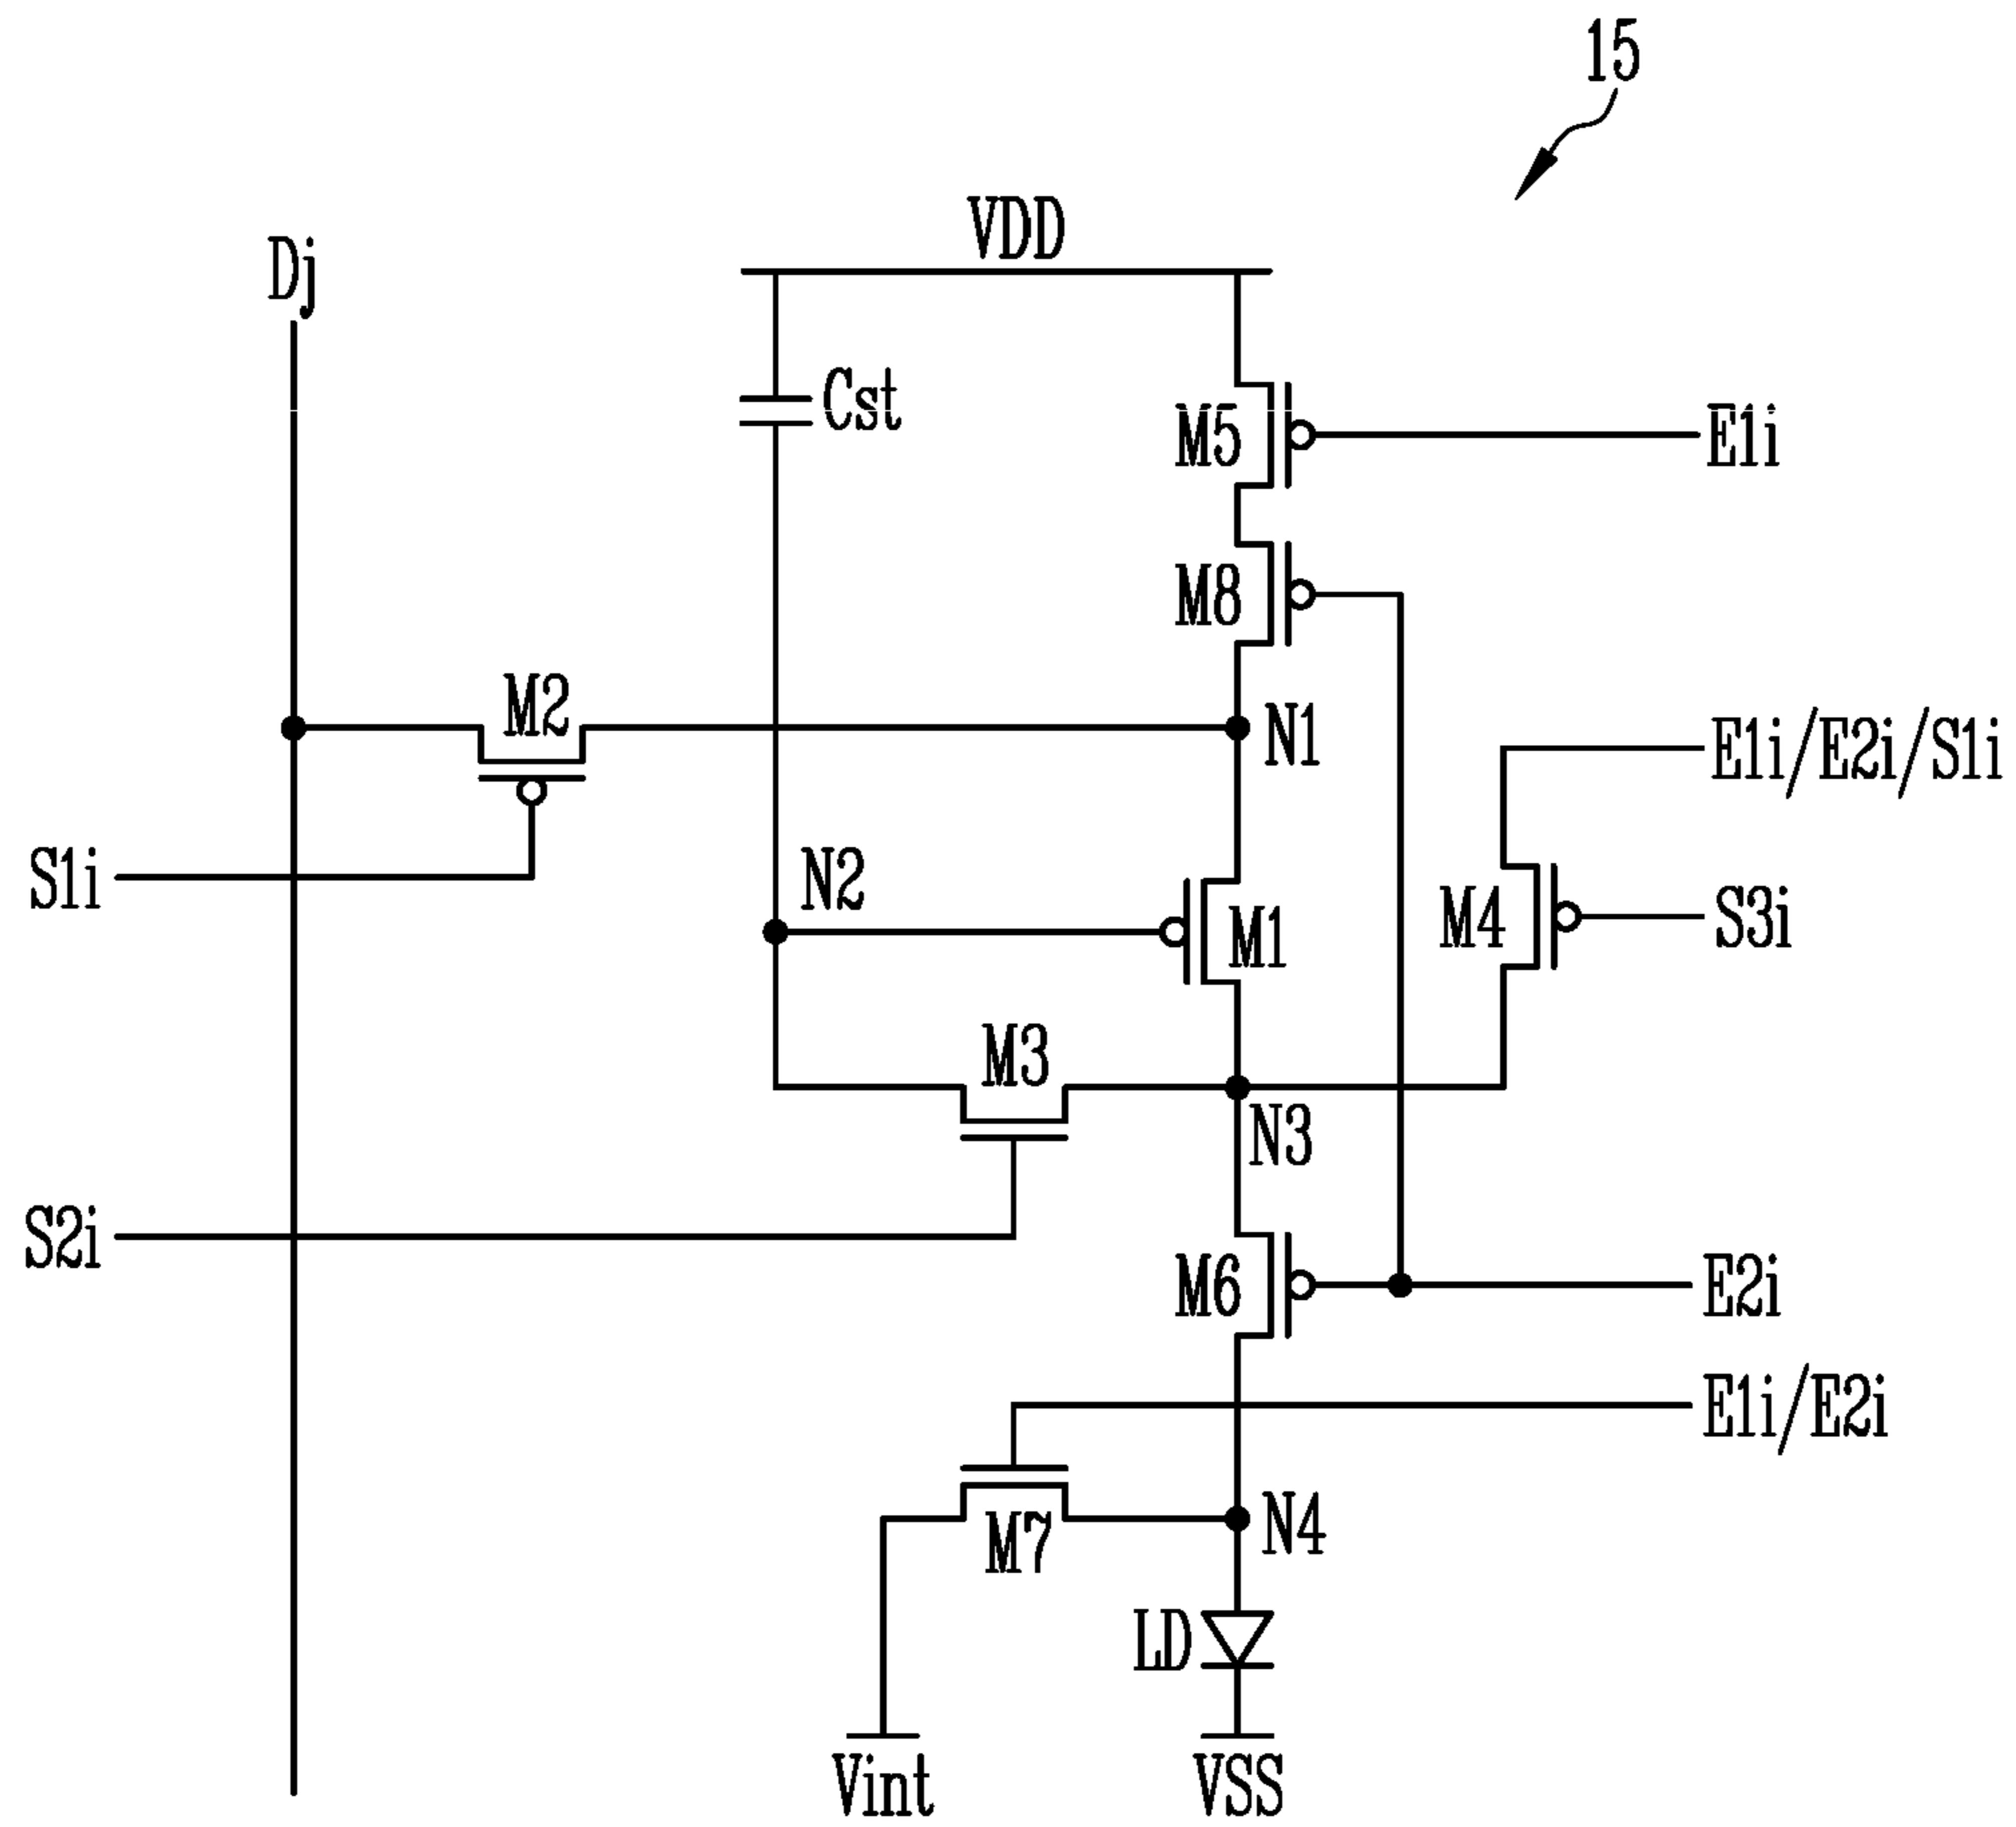 15
VDD
Dj
Cst
M5
E1i
M8
M2
N1
E1i/E2i/S1i
S1i
N2
M1
M4
S3i
M3
N3
S2i
M6
E2i
E1i/E2i
M7
N4
LD
Vint
VSS